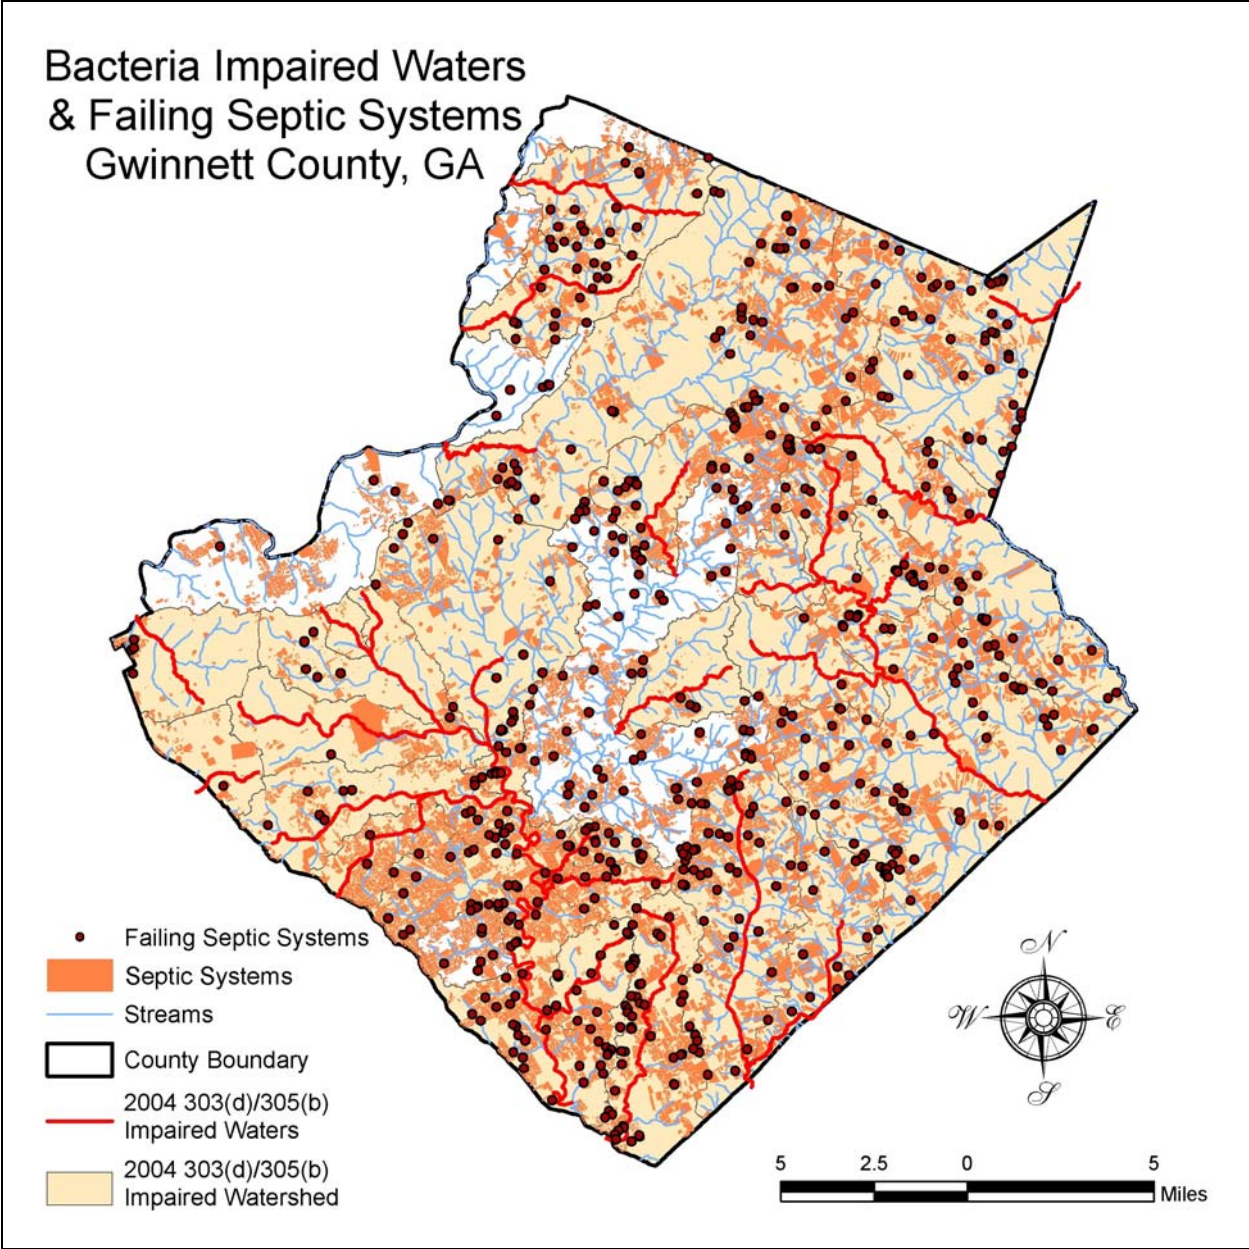 Bacteria Impaired Waters
& Failing Septic Systems
Gwinnett County, GA
Failing Septic Systems
Septic Systems
Streams
County Boundary
2004 303(d)/305(b)
Impaired Waters
2004 303(d)/305(b)
Impaired Watershed
N
W
E
S
5 2.5 0 5
Miles